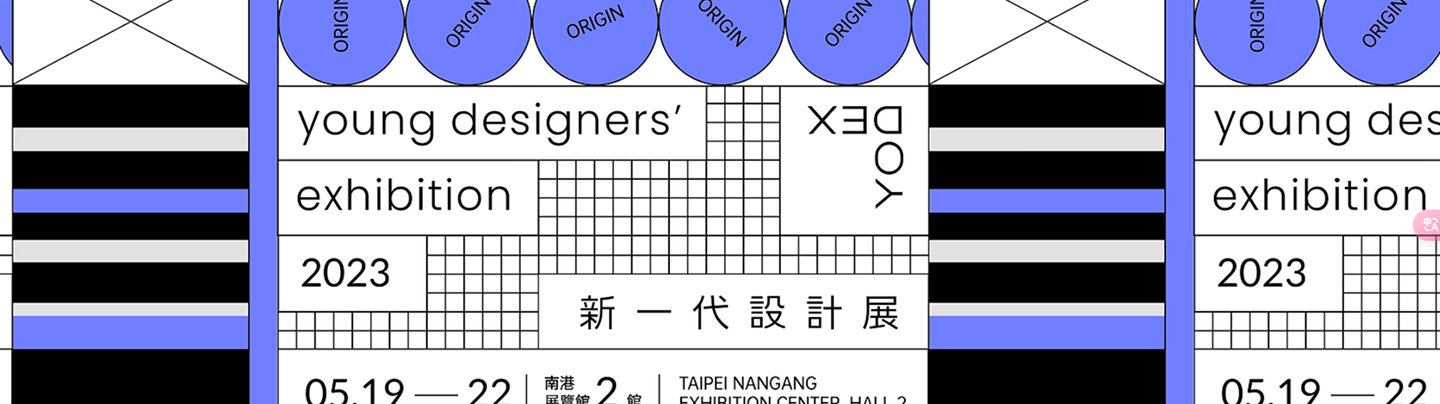 ORIGIN
ORIGIN
ORIGIN
ORIGIN
ORIGIN
ORIGIN
ORIGIN
young designers’
exhibition
2023
YO
DEX
新一代設計展
05.19 — 22
南港
展覽館
2
館
TAIPEI NANGANG
EXHIBITION CENTER, HALL 2
young des
exhibition
2023
05.19 — 22